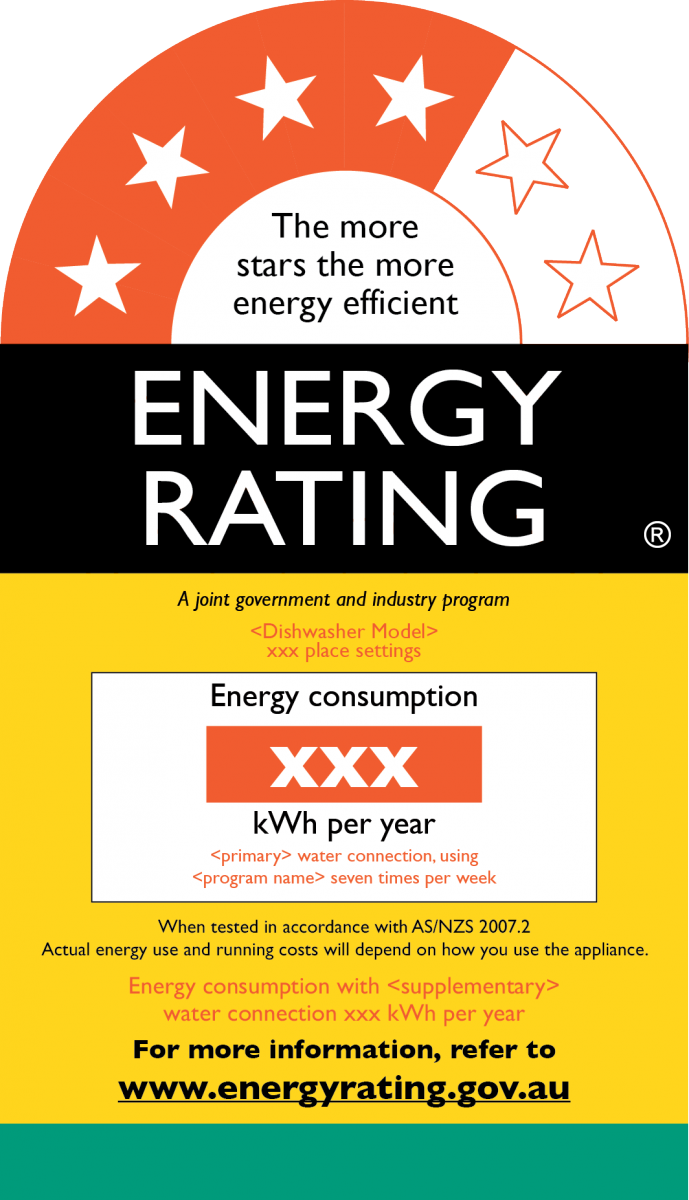 The more
stars the more
energy efficient
ENERGY
RATING
®
A joint government and industry program
<Dishwasher Model>
xxx place settings
Energy consumption
xxx
kWh per year
<primary> water connection, using
<program name> seven times per week
When tested in accordance with AS/NZS 2007.2
Actual energy use and running costs will depend on how you use the appliance.
Energy consumption with <supplementary>
water connection xxx kWh per year
For more information, refer to
www.energyrating.gov.au